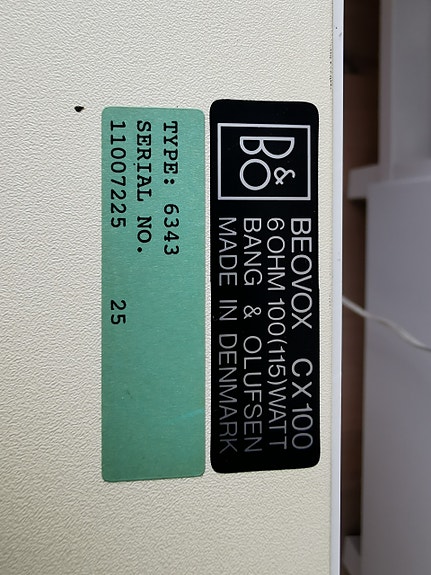 B&O
BEOVOX CX100
6 OHM 100(115)WATT
BANG & OLUFSEN
MADE IN DENMARK
TYPE: 6343
SERIAL NO.
11007225 25